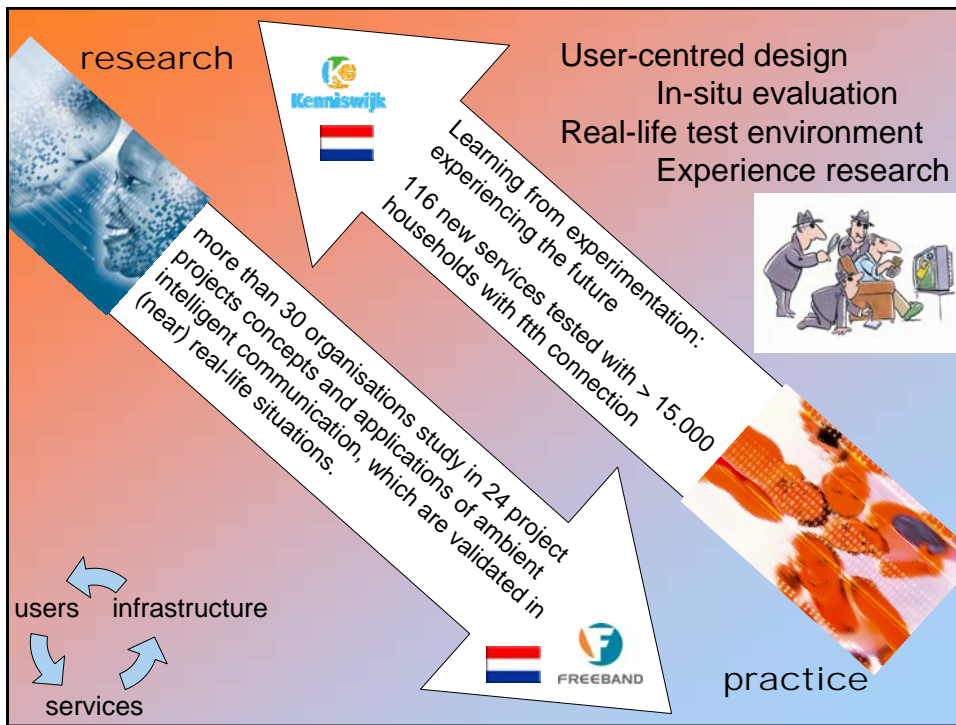 research
Kenniswijk
User-centred design
In-situ evaluation
Real-life test environment
Experience research
Learning from experimentation:
experiencing the future
116 new services tested with > 15.000
households with ftth connection
more than 30 organisations study in 24 project
projects concepts and applications of ambient
intelligent communication, which are validated in
(near) real-life situations.
users
infrastructure
services
FREEBAND
practice